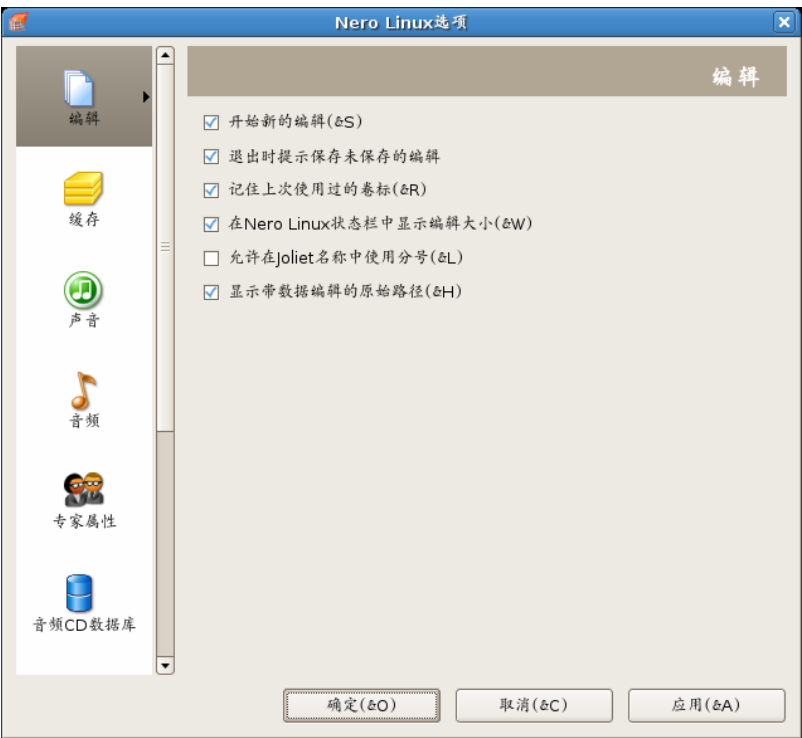 Nero Linux选项
编辑
缓存
声音
音频
专家属性
音频CD数据库
编辑
开始新的编辑(&S)
退出时提示保存未保存的编辑
记住上次使用过的卷标(&R)
在Nero Linux状态栏中显示编辑大小(&W)
允许在Joliet名称中使用分号(&L)
显示带数据编辑的原始路径(&H)
确定(&O)
取消(&C)
应用(&A)